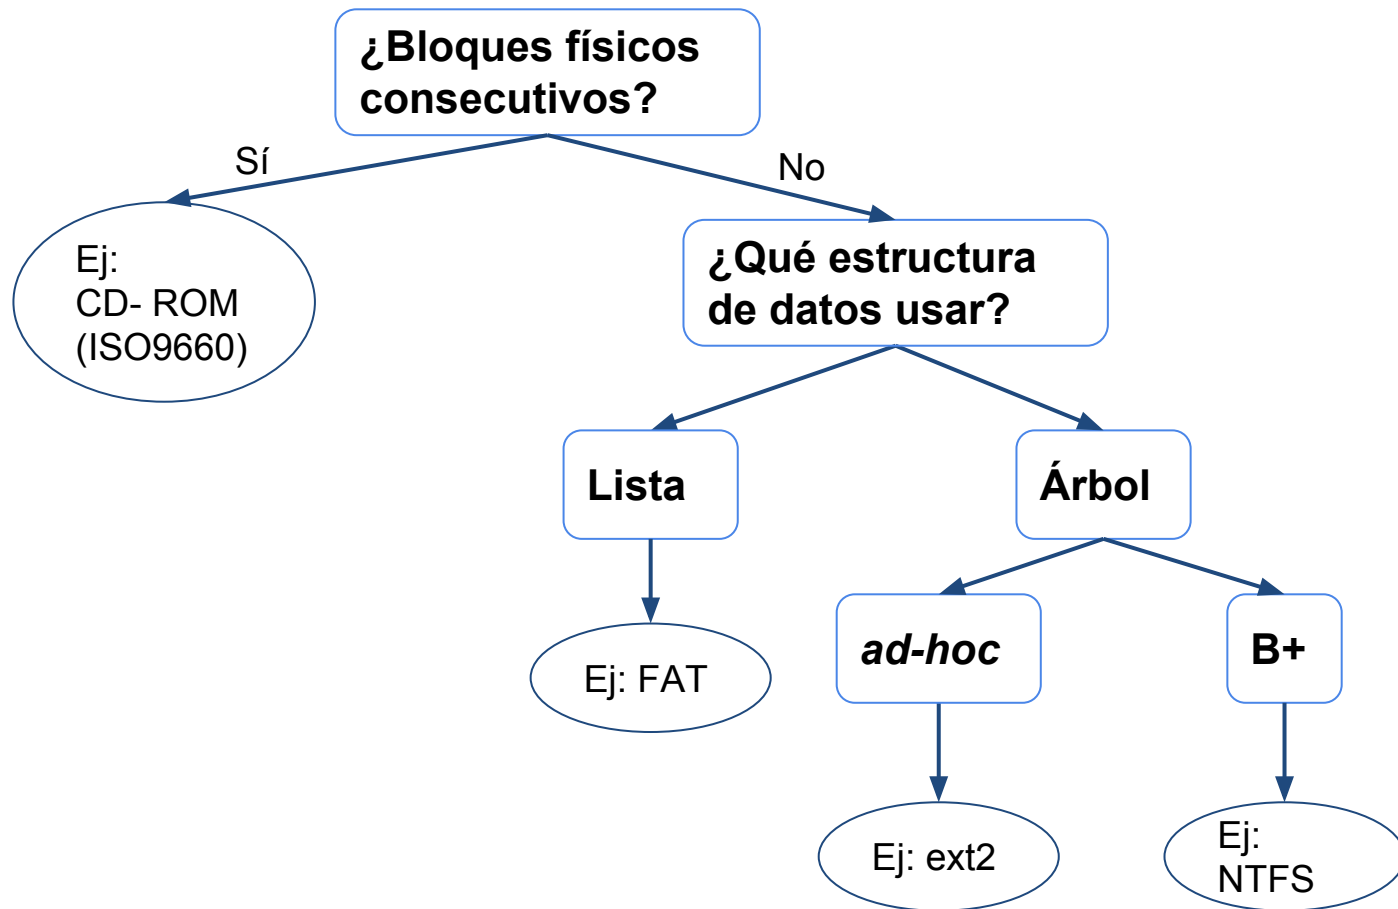 ¿Bloques físicos
consecutivos?
Sí
No
Ej:
CD- ROM
(ISO9660)
¿Qué estructura
de datos usar?
Lista
Árbol
Ej: FAT
ad-hoc
B+
Ej: ext2
Ej:
NTFS